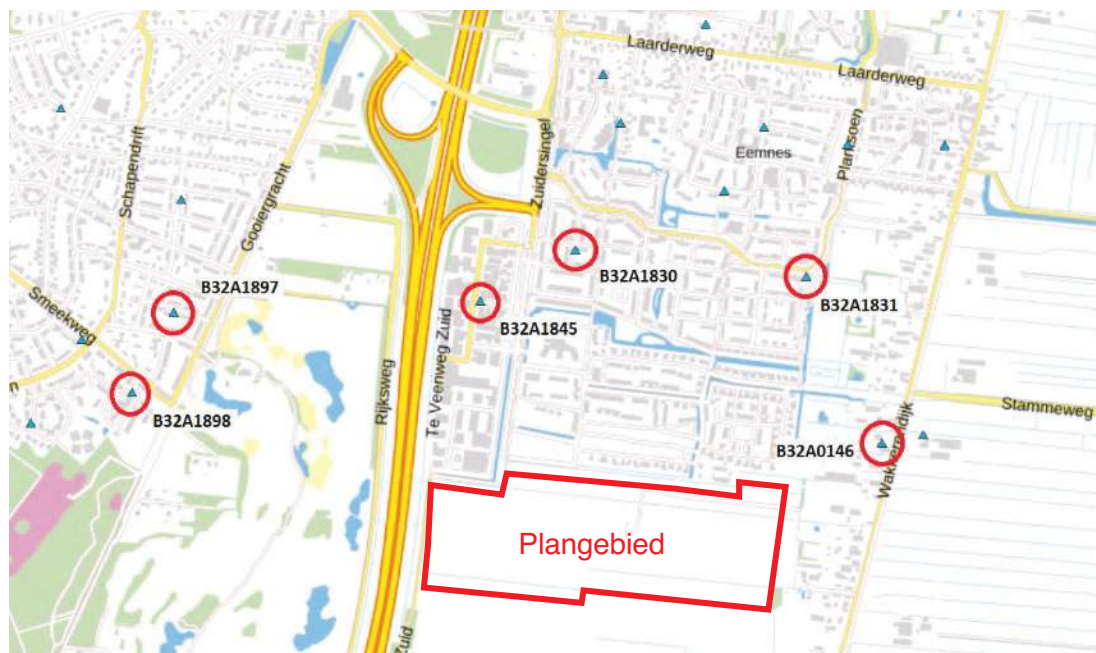 Laarderweg
Laarderweg
Schapendrift
Gooiergracht
Zuidersingel
Eemnes
Plantsoen
B32A1897
B32A1830
B32A1831
B32A1845
Smeekweg
Rijksweg
Te Veenweg Zuid
n
B32A1898
Stammeweg
B32A0146
Wakkerendijk
Plangebied
Zuid